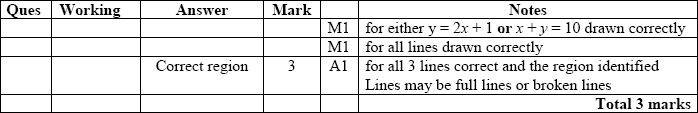 Ques Working Answer Mark Notes
M1 for either y = 2x + 1 or x + y = 10 drawn correctly
M1 for all lines drawn correctly
Correct region 3 A1 for all 3 lines correct and the region identified
Lines may be full lines or broken lines
Total 3 marks